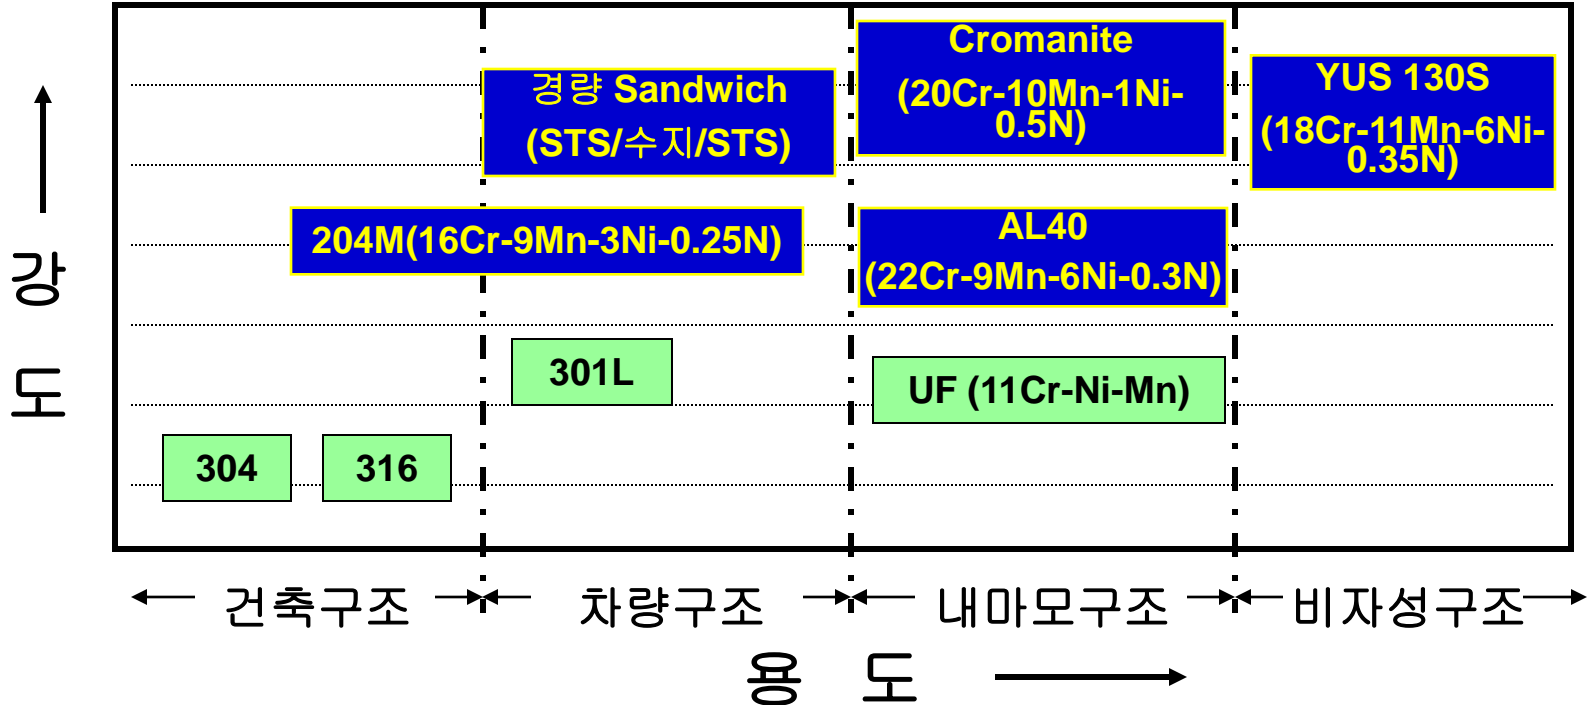 Cromanite
(20Cr-10Mn-1Ni-
0.5N)
경량 Sandwich
(STS/수지/STS)
YUS 130S
(18Cr-11Mn-6Ni-
0.35N)
204M(16Cr-9Mn-3Ni-0.25N)
AL40
(22Cr-9Mn-6Ni-0.3N)
301L
UF (11Cr-Ni-Mn)
304
316
강
도
건축구조
차량구조
내마모구조
비자성구조
용 도